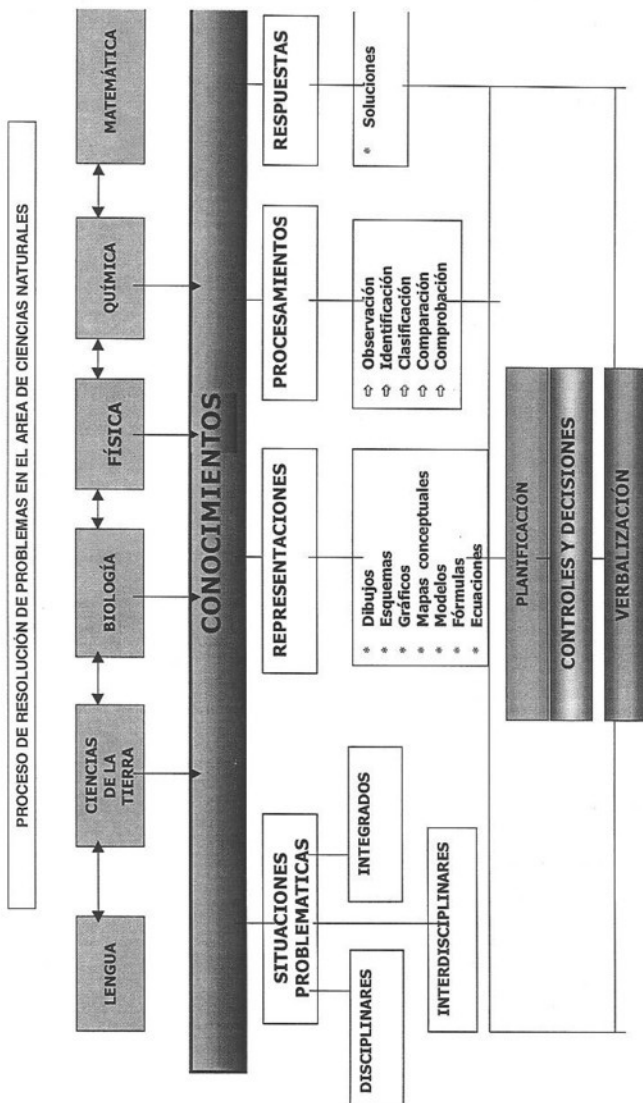 PROCESO DE RESOLUCIÓN DE PROBLEMAS EN EL AREA DE CIENCIAS NATURALES
LENGUA
CIENCIAS
DE LA
TIERRA
BIOLOGÍA
FÍSICA
QUÍMICA
MATEMÁTICA
CONOCIMIENTOS
SITUACIONES
PROBLEMATICAS
DISCIPLINARES
INTEGRADOS
INTERDISCIPLINARES
REPRESENTACIONES
* Dibujos
* Esquemas
* Gráficos
* Mapas conceptuales
* Modelos
* Fórmulas
* Ecuaciones
PROCESAMIENTOS
⇨ Observación
⇨ Identificación
⇨ Clasificación
⇨ Comparación
⇨ Comprobación
RESPUESTAS
* Soluciones
PLANIFICACIÓN
CONTROLES Y DECISIONES
VERBALIZACIÓN